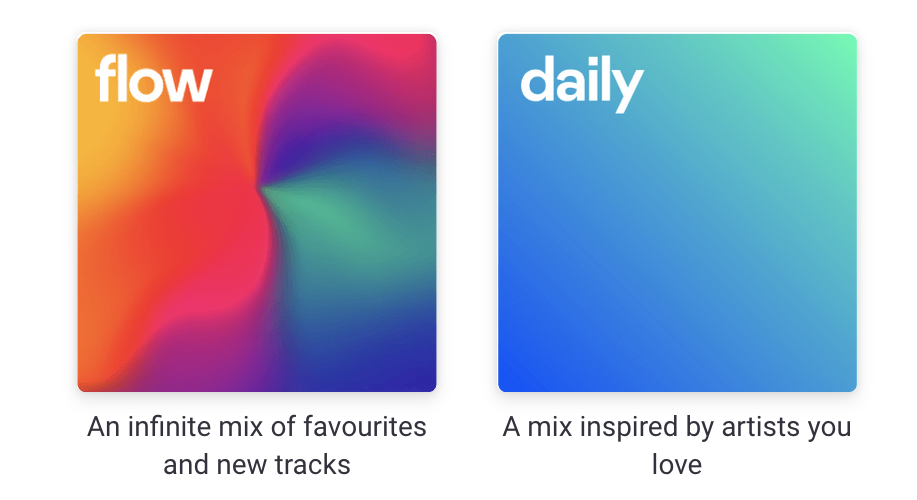 flow
daily
An infinite mix of favourites
and new tracks
A mix inspired by artists you
love